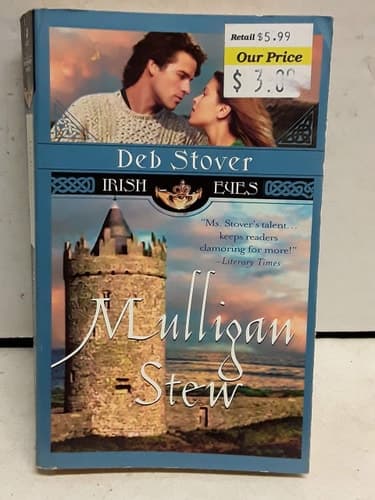 Retail $5.99
Our Price
Deb Stover
IRISH EYES
"Ms. Stover's talent...
keeps readers
clamoring for more!"
- Literary Times
Mulligan
Stew